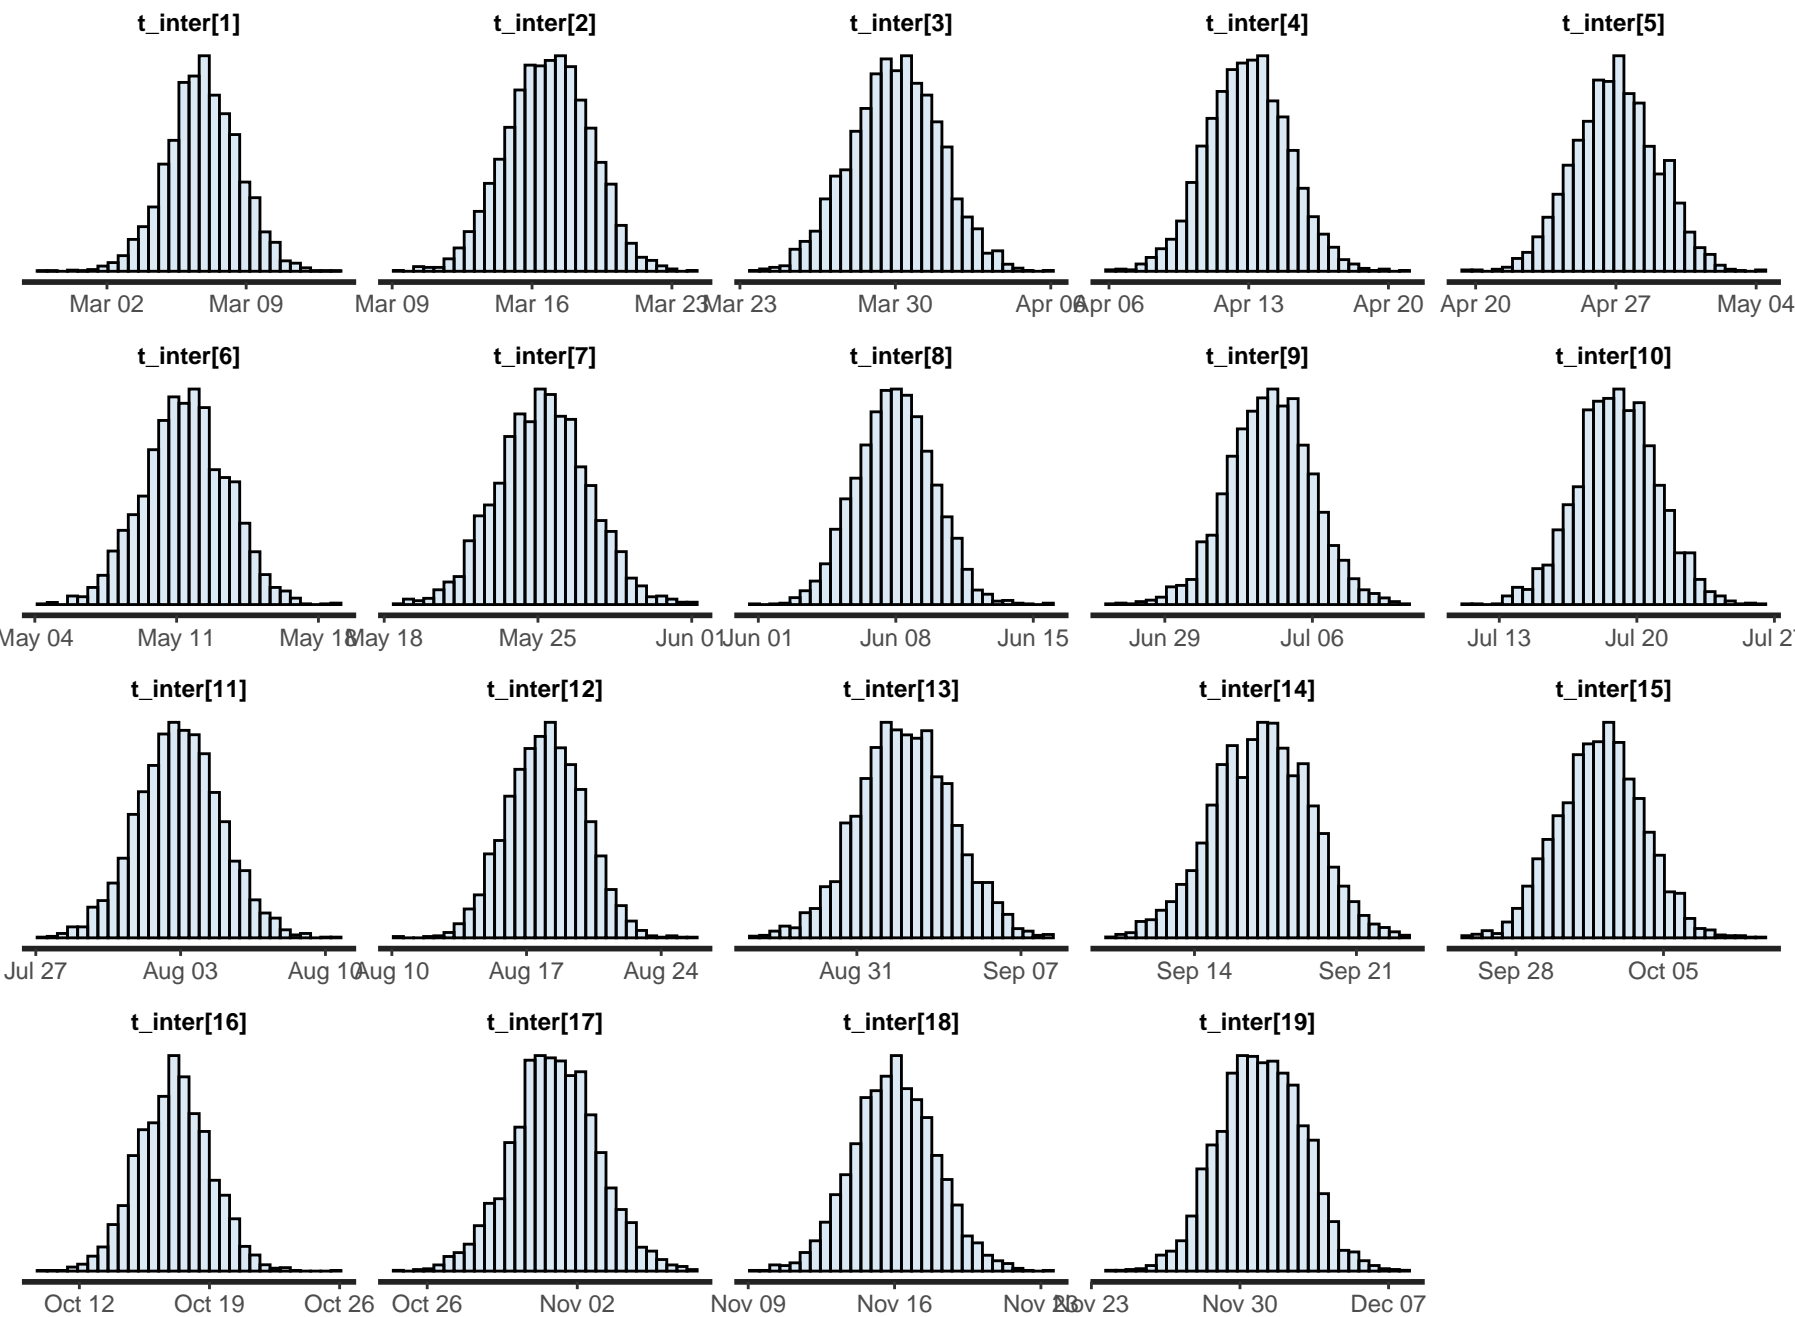 t_inter[1] t_inter[2] t_inter[3] t_inter[4] t_inter[5]
Mar 02 Mar 09 Mar 09 Mar 16 Mar 23 Mar 23 Mar 30 Apr 06 Apr 06 Apr 13 Apr 20 Apr 20 Apr 27 May 04
t_inter[6] t_inter[7] t_inter[8] t_inter[9] t_inter[10]
May 04 May 11 May 18 May 18 May 25 Jun 01 Jun 01 Jun 08 Jun 15 Jun 29 Jul 06 Jul 13 Jul 20 Jul 27
t_inter[11] t_inter[12] t_inter[13] t_inter[14] t_inter[15]
Jul 27 Aug 03 Aug 10 Aug 10 Aug 17 Aug 24 Aug 31 Sep 07 Sep 14 Sep 21 Sep 28 Oct 05
t_inter[16] t_inter[17] t_inter[18] t_inter[19]
Oct 12 Oct 19 Oct 26 Oct 26 Nov 02 Nov 09 Nov 16 Nov 23 Nov 23 Nov 30 Dec 07